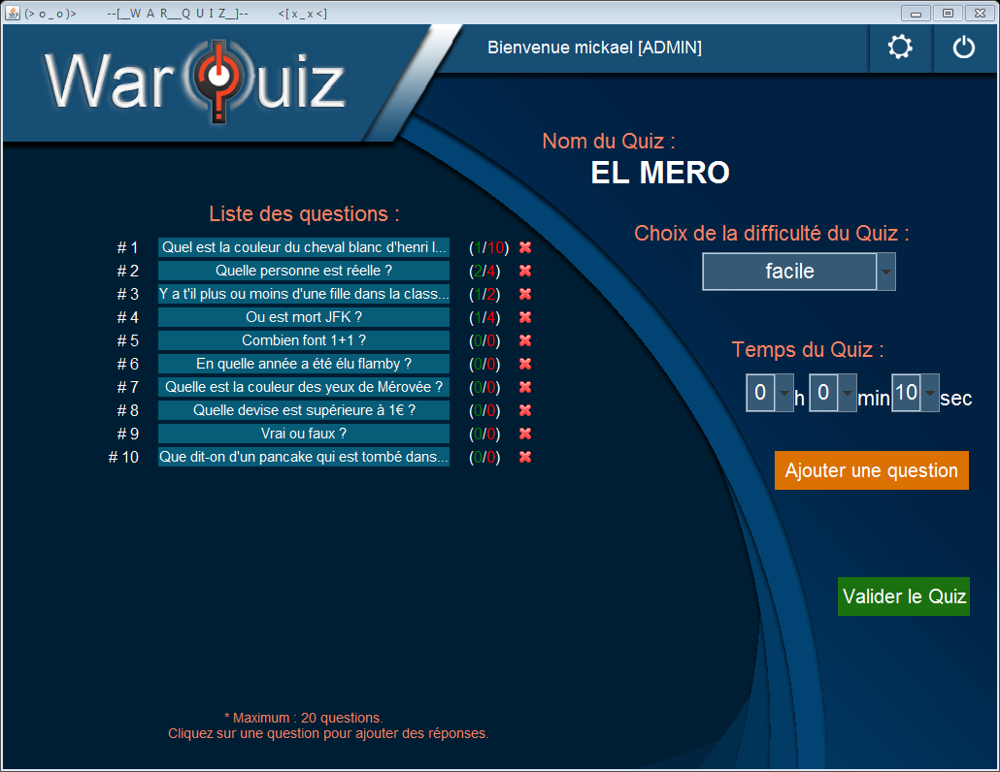 (> o _ o )> --[__W A R__Q U I Z__]-- <[ x _ x <]
War Quiz
Bienvenue mickael [ADMIN]
Nom du Quiz :
EL MERO
Liste des questions :
# 1 Quel est la couleur du cheval blanc d'henri I... (1/10)
# 2 Quelle personne est réelle ? (2/4)
# 3 Y a t'il plus ou moins d'une fille dans la class... (1/2)
# 4 Ou est mort JFK ? (1/4)
# 5 Combien font 1+1 ? (0/0)
# 6 En quelle année a été élu flamby ? (0/0)
# 7 Quelle est la couleur des yeux de Mérovée ? (0/0)
# 8 Quelle devise est supérieure à 1€ ? (0/0)
# 9 Vrai ou faux ? (0/0)
# 10 Que dit-on d'un pancake qui est tombé dans... (0/0)
* Maximum : 20 questions.
Cliquez sur une question pour ajouter des réponses.
Choix de la difficulté du Quiz :
facile
Temps du Quiz :
0 h 0 min 10 sec
Ajouter une question
Valider le Quiz